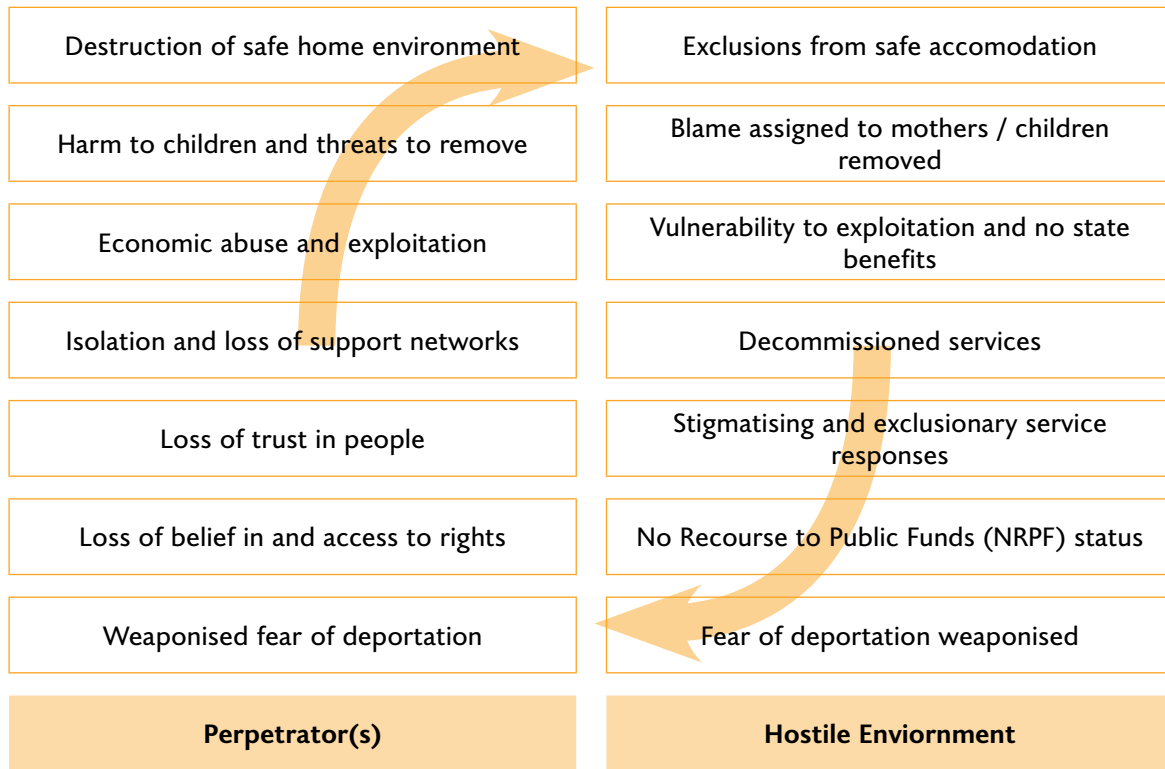 Destruction of safe home environment
Exclusions from safe accomodation
Harm to children and threats to remove
Blame assigned to mothers / children
removed
Economic abuse and exploitation
Vulnerability to exploitation and no state
benefits
Isolation and loss of support networks
Decommissioned services
Loss of trust in people
Stigmatising and exclusionary service
responses
Loss of belief in and access to rights
No Recourse to Public Funds (NRPF) status
Weaponised fear of deportation
Fear of deportation weaponised
Perpetrator(s)
Hostile Enviornment